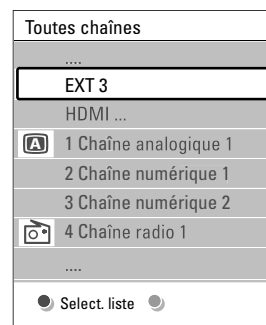 Toutes chaînes
....
EXT 3
HDMI ...
A 1 Chaîne analogique 1
2 Chaîne numérique 1
3 Chaîne numérique 2
4 Chaîne radio 1
....
Select. liste